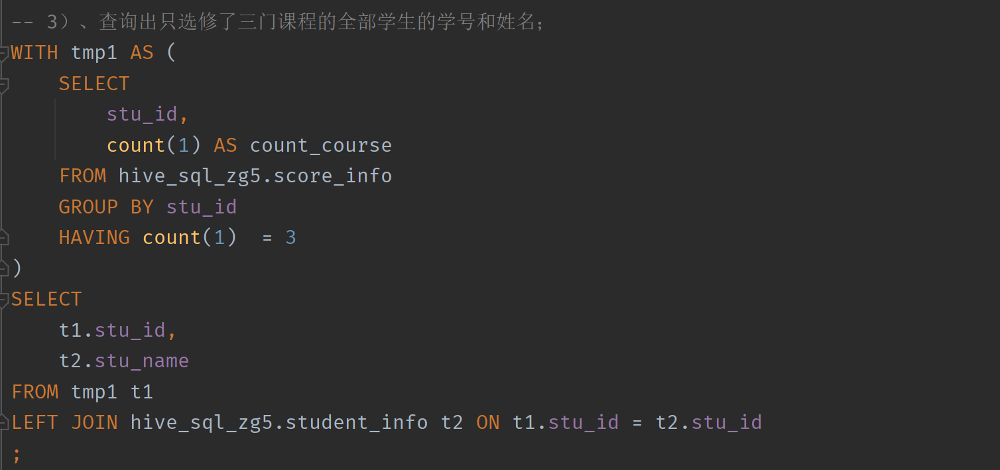 -- 3）、查询出只选修了三门课程的全部学生的学号和姓名；
WITH tmp1 AS (
    SELECT
        stu_id,
        count(1) AS count_course
    FROM hive_sql_zg5.score_info
    GROUP BY stu_id
    HAVING count(1)  = 3
)
SELECT
    t1.stu_id,
    t2.stu_name
FROM tmp1 t1
LEFT JOIN hive_sql_zg5.student_info t2 ON t1.stu_id = t2.stu_id
;